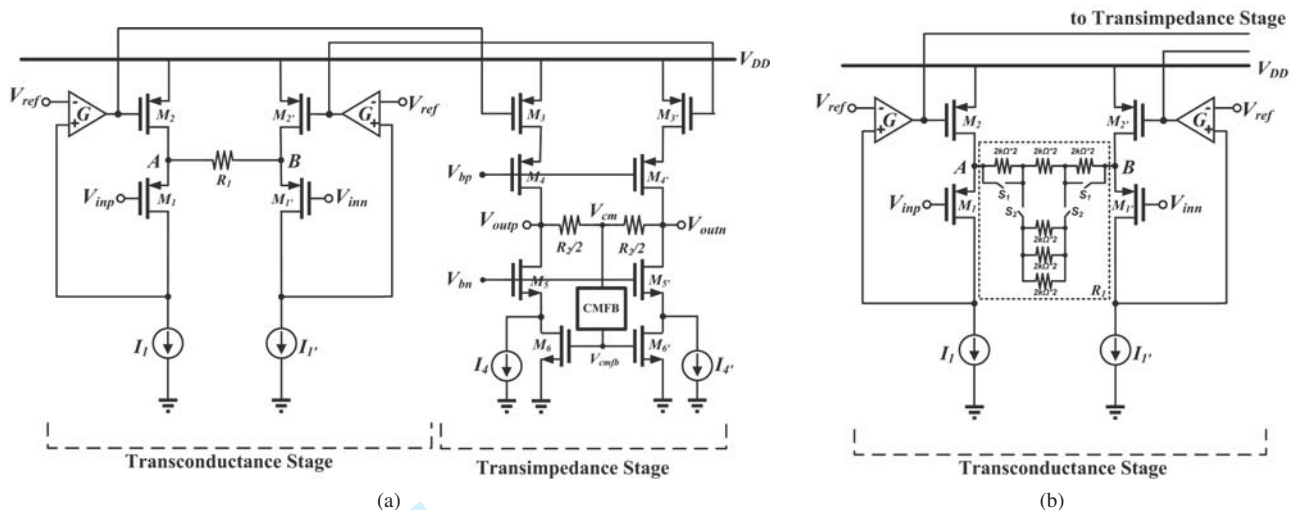 to Transimpedance Stage
V_DD
V_DD
V_ref
G
-
+
M_2
M_2'
-
+
G
V_ref
M_3
M_3'
V_ref
-
+
G
M_2
M_2'
-
+
G
V_ref
A
R_1
B
V_inp
M_1
M_1'
V_inn
V_bp
M_4
M_4'
V_outp
V_cm
V_outn
R_2/2
R_2/2
V_bn
M_5
M_5'
CMFB
M_6
V_cmfb
M_6'
I_1
I_1'
I_4
I_4'
A
2kΩ*2
2kΩ*2
2kΩ*2
B
S_1
S_1
S_2
S_2
V_inp
M_1
M_1'
V_inn
2kΩ*2
2kΩ*2
2kΩ*2
R_1
I_1
I_1'
Transconductance Stage
Transimpedance Stage
Transconductance Stage
(a)
(b)